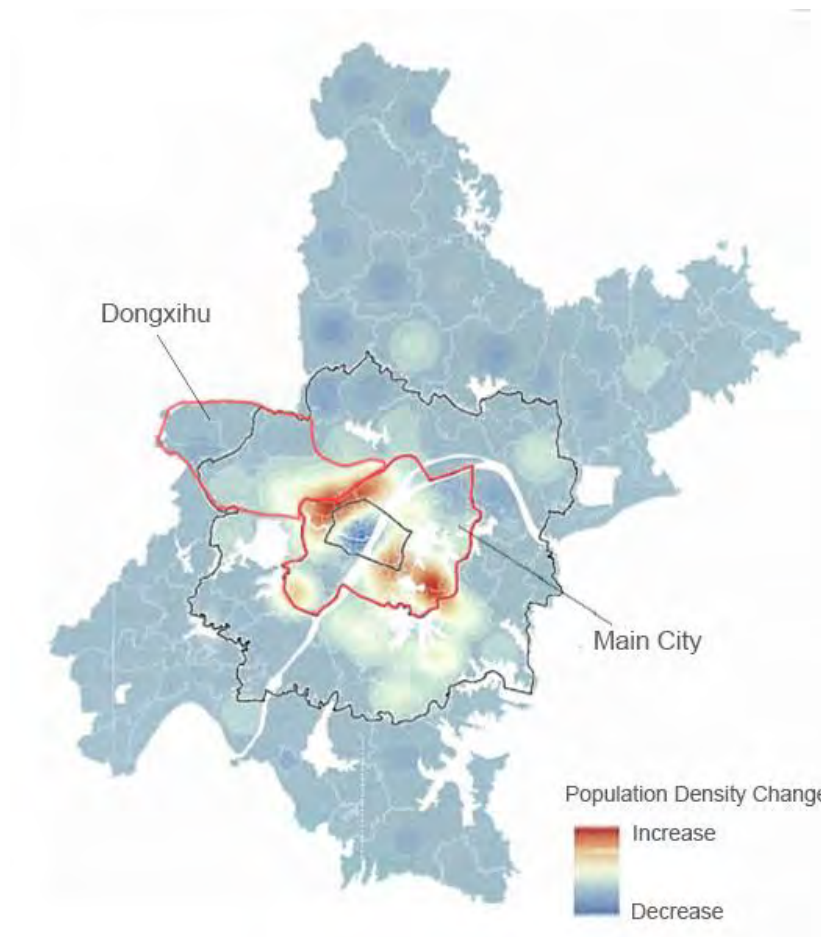 Dongxihu
Main City
Population Density Change
Increase
Decrease